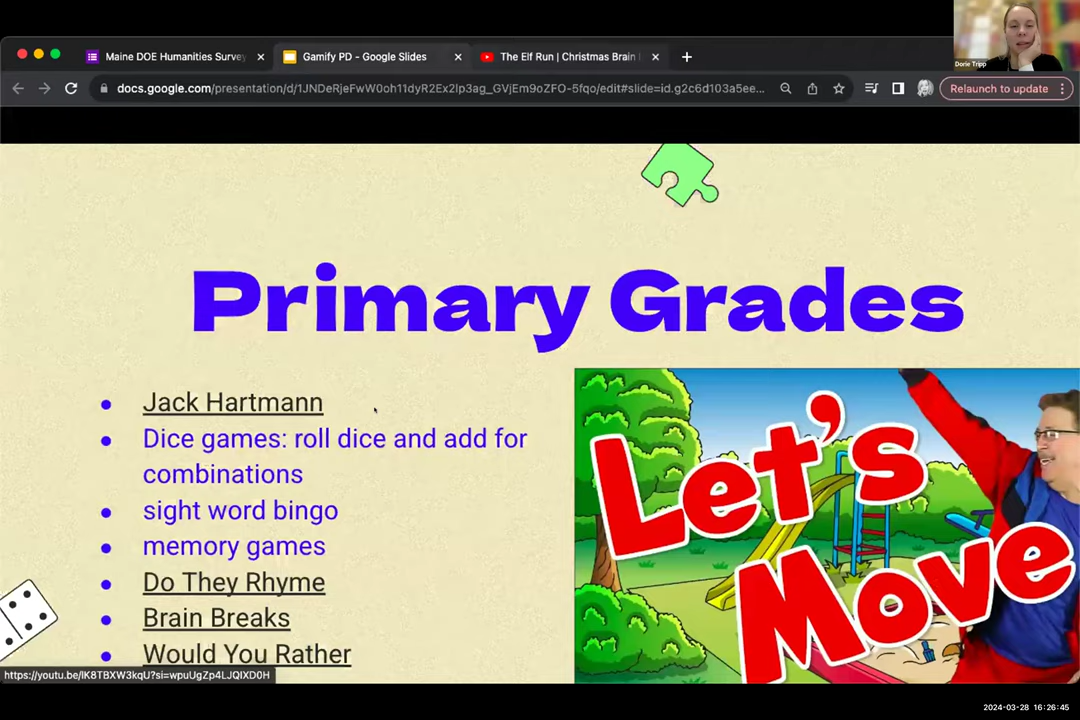 Dorie Tripp
Maine DOE Humanities Survey
Gamify PD - Google Slides
The Elf Run | Christmas Brain
docs.google.com/presentation/d/1JNDeRjeFwW0oh11dyR2Ex2lp3ag_GVjEm9oZFO-5fqo/edit#slide=id.g2c6d103a5ee...
Relaunch to update
Primary Grades
Jack Hartmann
Dice games: roll dice and add for
combinations
sight word bingo
memory games
Do They Rhyme
Brain Breaks
Would You Rather
Let's
Move
https://youtu.be/lK8TBXW3kqU?si=wpuUgZp4LJQIXD0H
2024-03-28 16:26:45